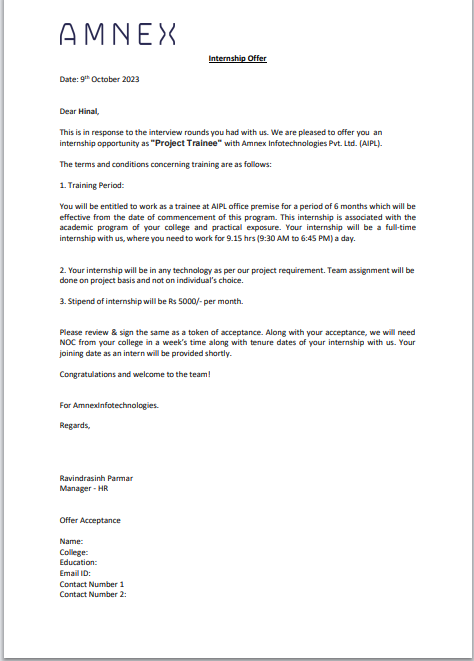 AMNEX
Internship Offer
Date: 9th October 2023
Dear Hinal,
This is in response to the interview rounds you had with us. We are pleased to offer you an
internship opportunity as "Project Trainee" with Amnex Infotechnologies Pvt. Ltd. (AIPL).
The terms and conditions concerning training are as follows:
1. Training Period:
You will be entitled to work as a trainee at AIPL office premise for a period of 6 months which will be
effective from the date of commencement of this program. This internship is associated with the
academic program of your college and practical exposure. Your internship will be a full-time
internship with us, where you need to work for 9.15 hrs (9:30 AM to 6:45 PM) a day.
2. Your internship will be in any technology as per our project requirement. Team assignment will be
done on project basis and not on individual's choice.
3. Stipend of internship will be Rs 5000/- per month.
Please review & sign the same as a token of acceptance. Along with your acceptance, we will need
NOC from your college in a week's time along with tenure dates of your internship with us. Your
joining date as an intern will be provided shortly.
Congratulations and welcome to the team!
For AmnexInfotechnologies.
Regards,
Ravindrasinh Parmar
Manager - HR
Offer Acceptance
Name:
College:
Education:
Email ID:
Contact Number 1
Contact Number 2: